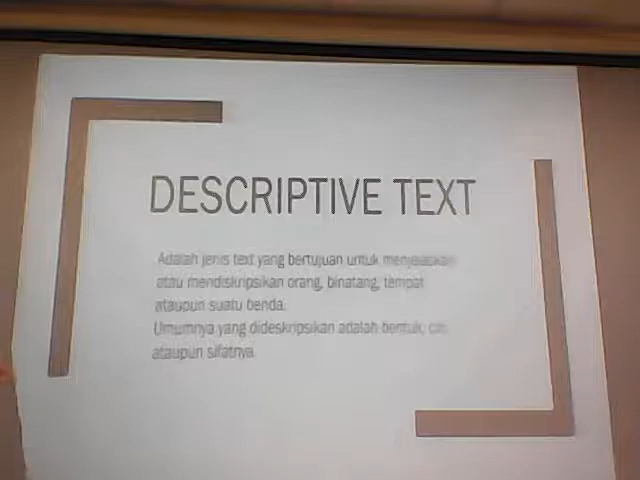 DESCRIPTIVE TEXT
Adalah jenis text yang bertujuan untuk menjelaskan
atau mendiskripsikan orang, binatang, tempat
ataupun suatu benda.
Umumnya yang dideskripsikan adalah bentuk, ciri
ataupun sifatnya